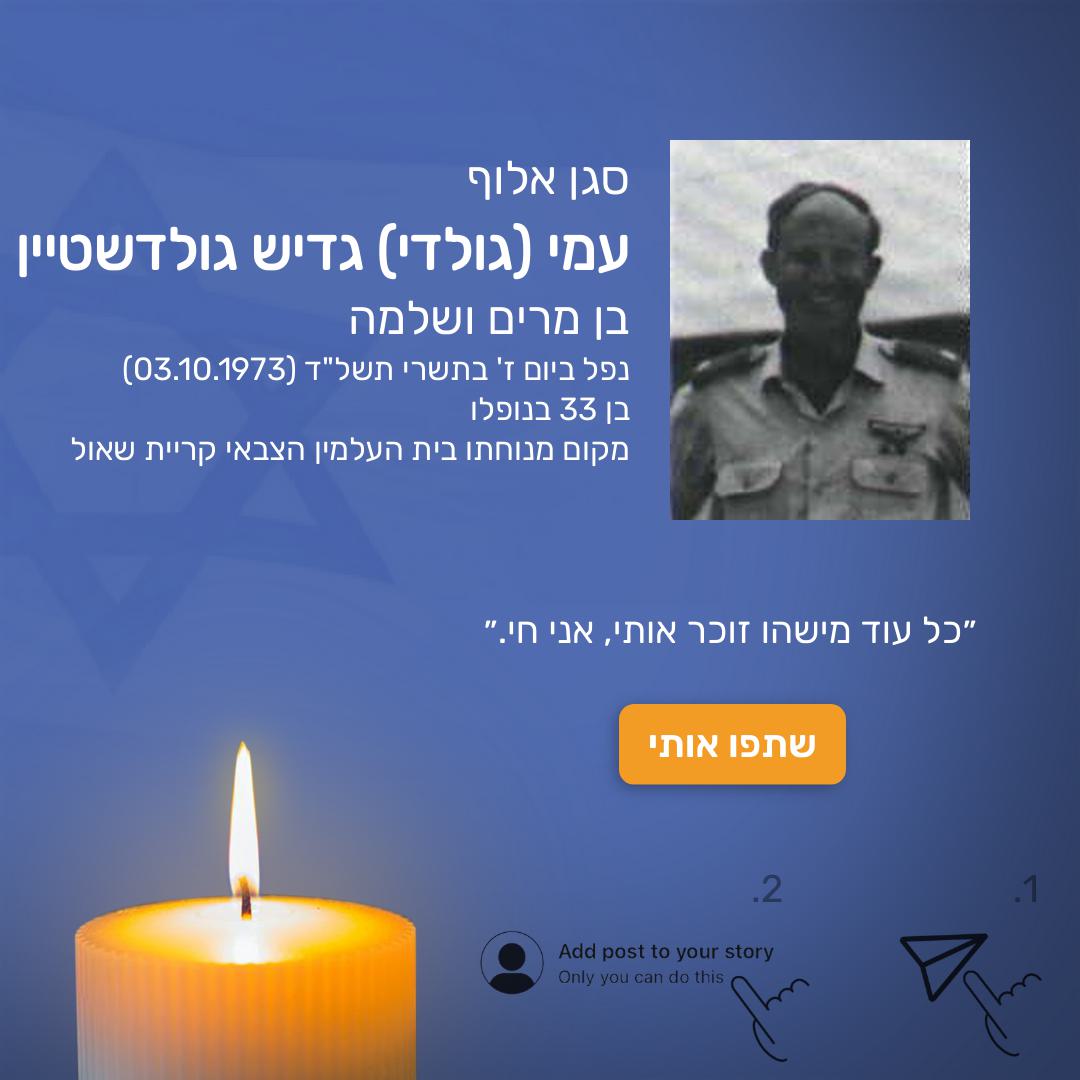 סגן אלוף
עמי (גולדי) גדיש גולדשטיין
בן מרים ושלמה
נפל ביום ז' בתשרי תשל"ד (03.10.1973)
בן 33 בנופלו
מקום מנוחתו בית העלמין הצבאי קריית שאול
״כל עוד מישהו זוכר אותי, אני חי.״
שתפו אותי
.1
.2
Add post to your story
Only you can do this